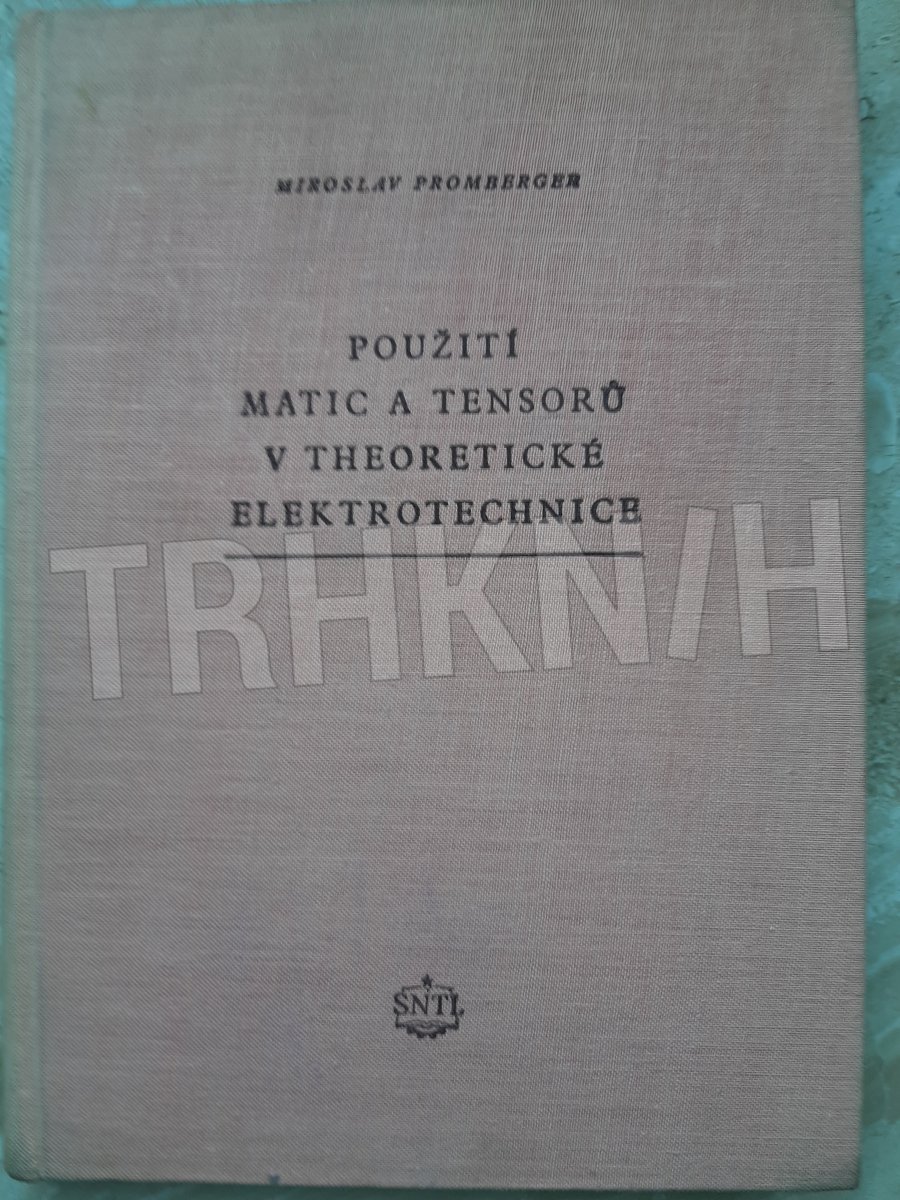 MIROSLAV PROMBERGER
POUŽITÍ
MATIC A TENSORŮ
V THEORETICKÉ
ELEKTROTECHNICE
TRHKNIH
SNTL